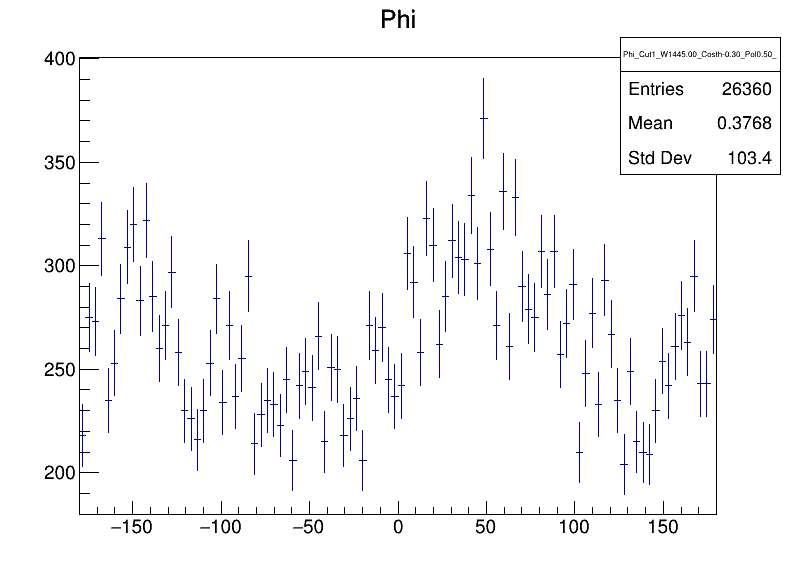 Phi
Phi_Cut1_W1445.00_Costh-0.30_Pol0.50_
Entries 26360
Mean 0.3768
Std Dev 103.4
400
350
300
250
200
−150 −100 −50 0 50 100 150